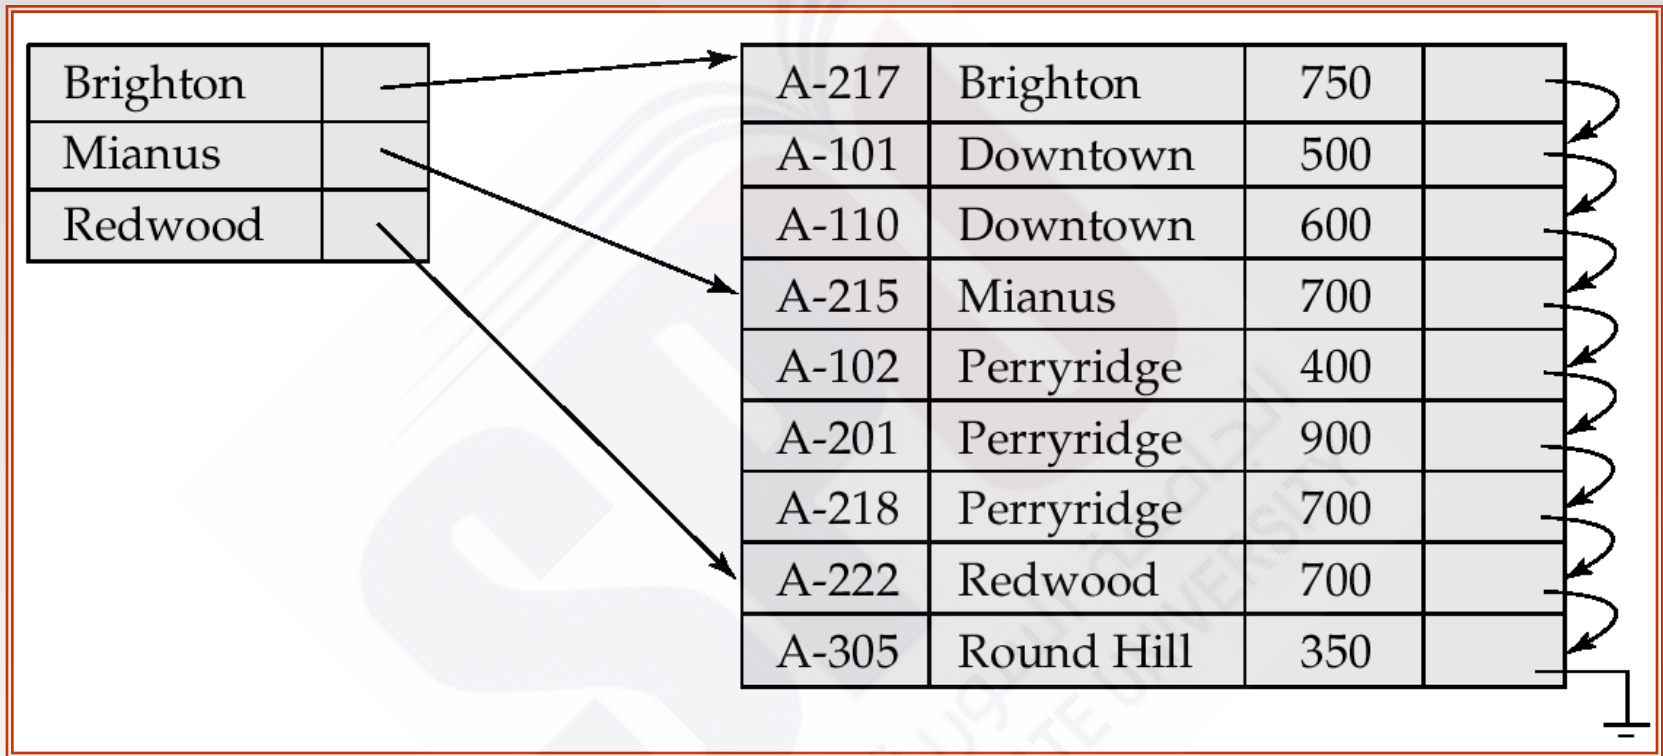 Brighton
Mianus
Redwood
A-217 Brighton 750
A-101 Downtown 500
A-110 Downtown 600
A-215 Mianus 700
A-102 Perryridge 400
A-201 Perryridge 900
A-218 Perryridge 700
A-222 Redwood 700
A-305 Round Hill 350